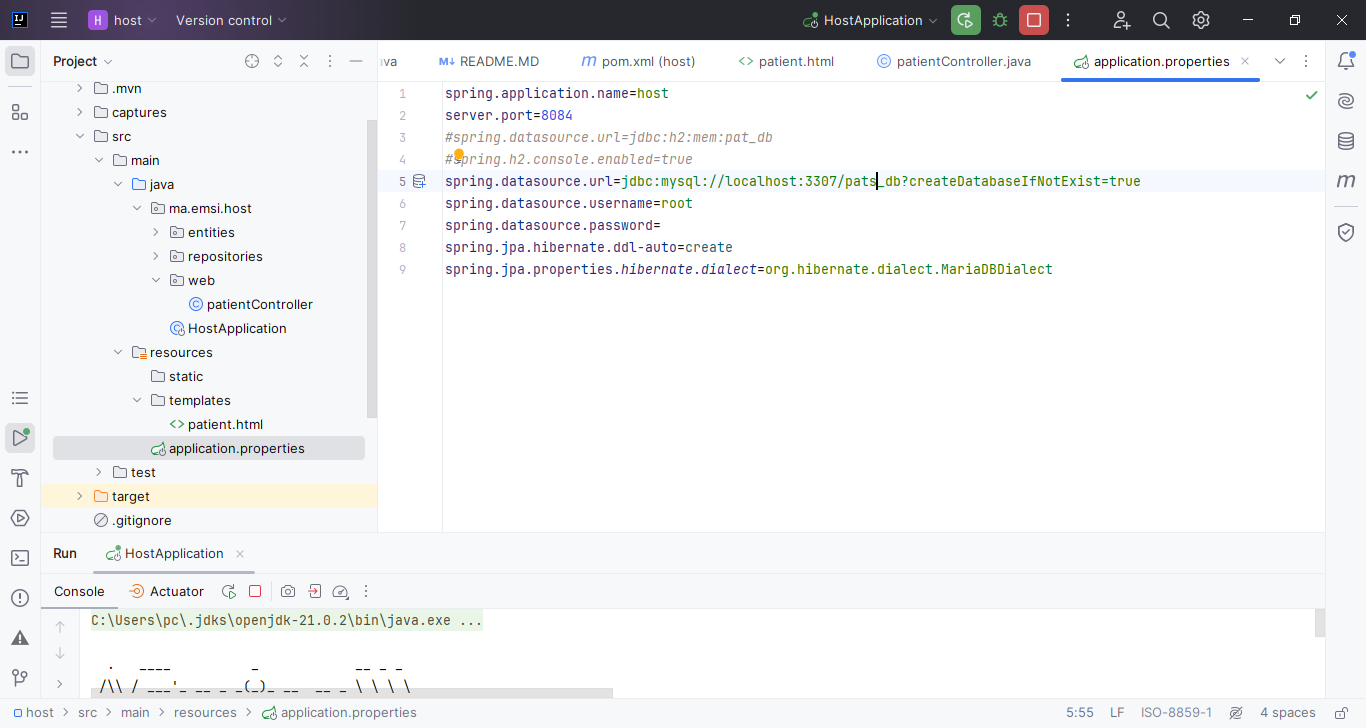 H host Version control HostApplication
Project
.mvn
captures
src
main
java
ma.emsi.host
entities
repositories
web
patientController
HostApplication
resources
static
templates
patient.html
application.properties
test
target
.gitignore
ava README.MD pom.xml (host) patient.html patientController.java application.properties
1 spring.application.name=host
2 server.port=8084
3 #spring.datasource.url=jdbc:h2:mem:pat_db
4 #spring.h2.console.enabled=true
5 spring.datasource.url=jdbc:mysql://localhost:3307/pats_db?createDatabaseIfNotExist=true
6 spring.datasource.username=root
7 spring.datasource.password=
8 spring.jpa.hibernate.ddl-auto=create
9 spring.jpa.properties.hibernate.dialect=org.hibernate.dialect.MariaDBDialect
Run HostApplication
Console Actuator
C:\Users\pc\.jdks\openjdk-21.0.2\bin\java.exe ...
  .   ____          _            __ _ _
 /\\ / ___'_ __ _ _(_)_ __  __ _ \ \ \ \
host > src > main > resources > application.properties 5:55 LF ISO-8859-1 4 spaces